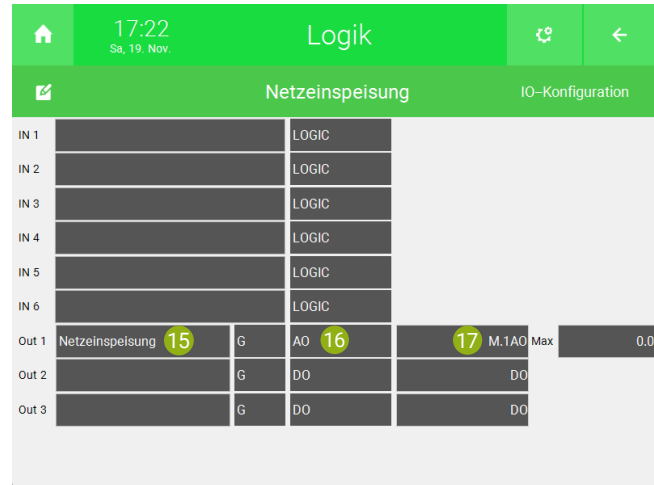 17:22 Logik
Sa, 19. Nov.
Netzeinspeisung IO-Konfiguration
IN 1 LOGIC
IN 2 LOGIC
IN 3 LOGIC
IN 4 LOGIC
IN 5 LOGIC
IN 6 LOGIC
Out 1 Netzeinspeisung 15 G AO 16 17 M.1AO Max 0.0
Out 2 G DO DO
Out 3 G DO DO